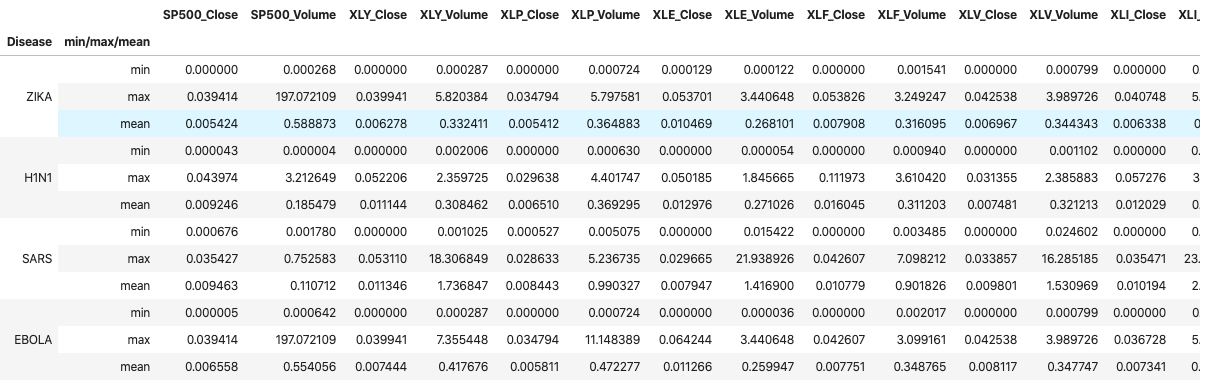 SP500_Close SP500_Volume XLY_Close XLY_Volume XLP_Close XLP_Volume XLE_Close XLE_Volume XLF_Close XLF_Volume XLV_Close XLV_Volume XLI_Close XLI_
Disease min/max/mean
min 0.000000 0.000268 0.000000 0.000287 0.000000 0.000724 0.000129 0.000122 0.000000 0.001541 0.000000 0.000799 0.000000 0.
ZIKA max 0.039414 197.072109 0.039941 5.820384 0.034794 5.797581 0.053701 3.440648 0.053826 3.249247 0.042538 3.989726 0.040748 5.
mean 0.005424 0.588873 0.006278 0.332411 0.005412 0.364883 0.010469 0.268101 0.007908 0.316095 0.006967 0.344343 0.006338 0
min 0.000043 0.000004 0.000000 0.002006 0.000000 0.000630 0.000000 0.000054 0.000000 0.000940 0.000000 0.001102 0.000000 0.
H1N1 max 0.043974 3.212649 0.052206 2.359725 0.029638 4.401747 0.050185 1.845665 0.111973 3.610420 0.031355 2.385883 0.057276 3
mean 0.009246 0.185479 0.011144 0.308462 0.006510 0.369295 0.012976 0.271026 0.016045 0.311203 0.007481 0.321213 0.012029 0.
min 0.000676 0.001780 0.000000 0.001025 0.000527 0.005075 0.000000 0.015422 0.000000 0.003485 0.000000 0.024602 0.000000 0.
SARS max 0.035427 0.752583 0.053110 18.306849 0.028633 5.236735 0.029665 21.938926 0.042607 7.098212 0.033857 16.285185 0.035471 23.
mean 0.009463 0.110712 0.011346 1.736847 0.008443 0.990327 0.007947 1.416900 0.010779 0.901826 0.009801 1.530969 0.010194 2.
min 0.000005 0.000642 0.000000 0.000287 0.000000 0.000724 0.000000 0.000036 0.000000 0.002017 0.000000 0.000799 0.000000 0.
EBOLA max 0.039414 197.072109 0.039941 7.355448 0.034794 11.148389 0.064244 3.440648 0.042607 3.099161 0.042538 3.989726 0.036728 5.
mean 0.006558 0.554056 0.007444 0.417676 0.005811 0.472277 0.011266 0.259947 0.007751 0.348765 0.008117 0.347747 0.007341 0.